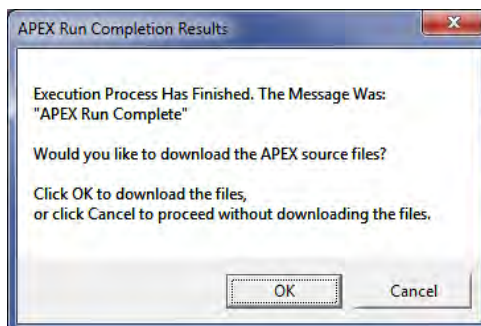 APEX Run Completion Results
Execution Process Has Finished. The Message Was:
"APEX Run Complete"
Would you like to download the APEX source files?
Click OK to download the files,
or click Cancel to proceed without downloading the files.
OK
Cancel